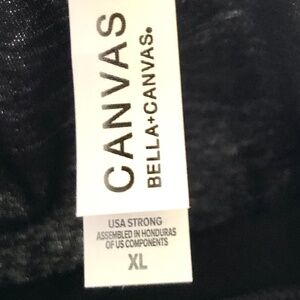 CANVAS
BELLA+CANVAS®
USA STRONG
ASSEMBLED IN HONDURAS
OF US COMPONENTS
XL